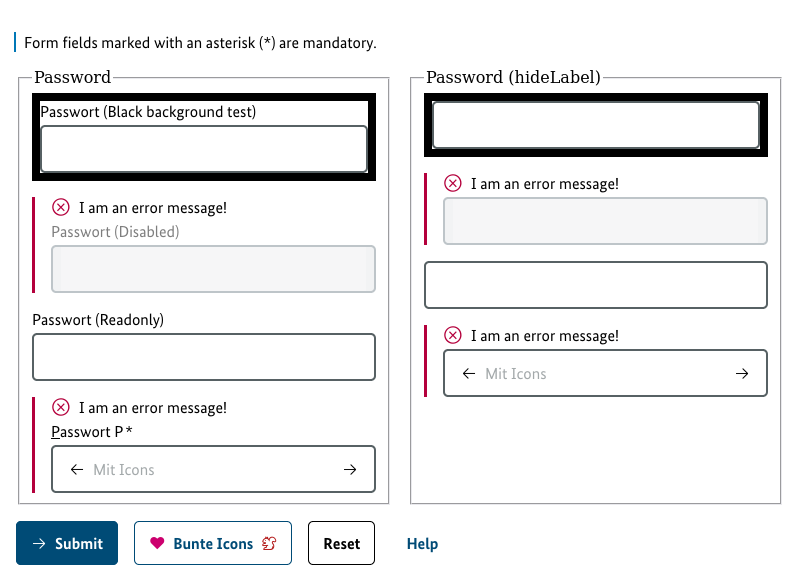 Form fields marked with an asterisk (*) are mandatory.
Password
Passwort (Black background test)
I am an error message!
Passwort (Disabled)
Passwort (Readonly)
I am an error message!
Passwort P *
Mit Icons
Password (hideLabel)
I am an error message!
I am an error message!
Mit Icons
Submit
Bunte Icons
Reset
Help